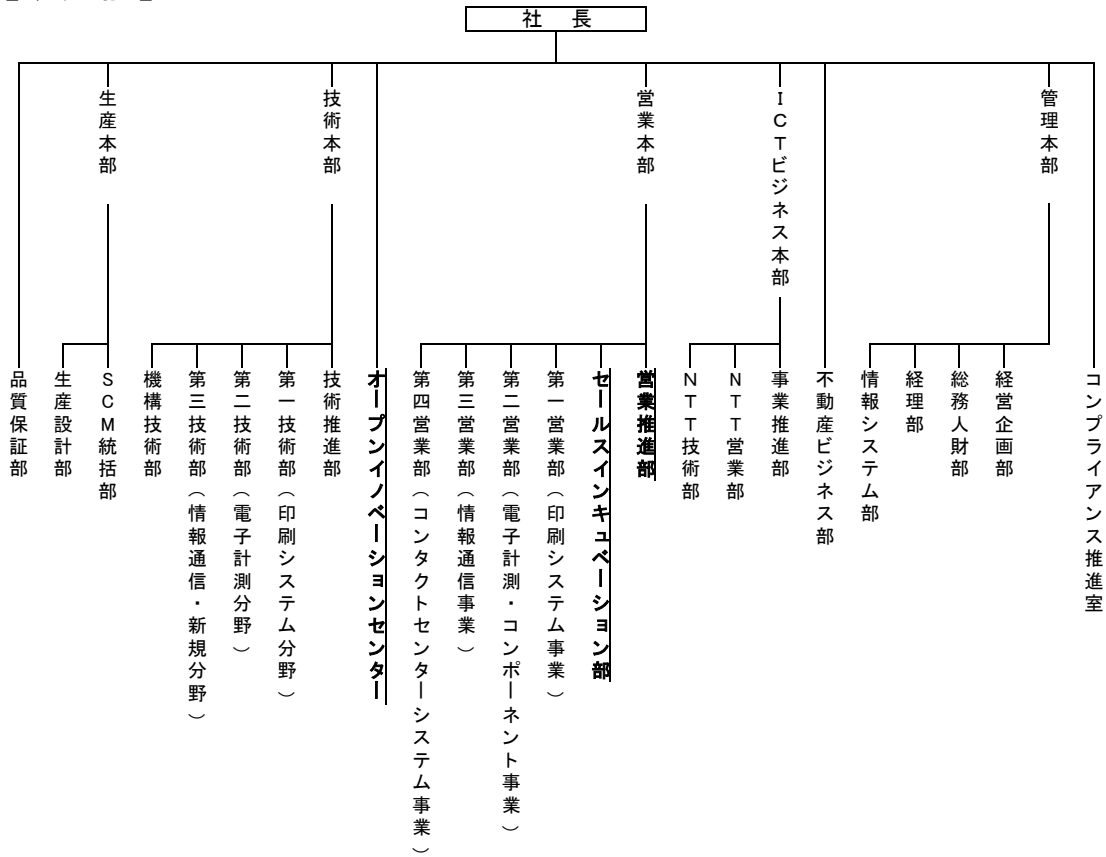 社　長
コンプライアンス推進室
管理本部
経営企画部
総務人財部
経理部
情報システム部
不動産ビジネス部
ICTビジネス本部
事業推進部
NTT営業部
NTT技術部
営業本部
営業推進部
セールスインキュベーション部
第一営業部（印刷システム事業）
第二営業部（電子計測・コンポーネント事業）
第三営業部（情報通信事業）
第四営業部（コンタクトセンターシステム事業）
オープンイノベーションセンター
技術本部
技術推進部
第一技術部（印刷システム分野）
第二技術部（電子計測分野）
第三技術部（情報通信・新規分野）
機構技術部
生産本部
SCM統括部
生産設計部
品質保証部